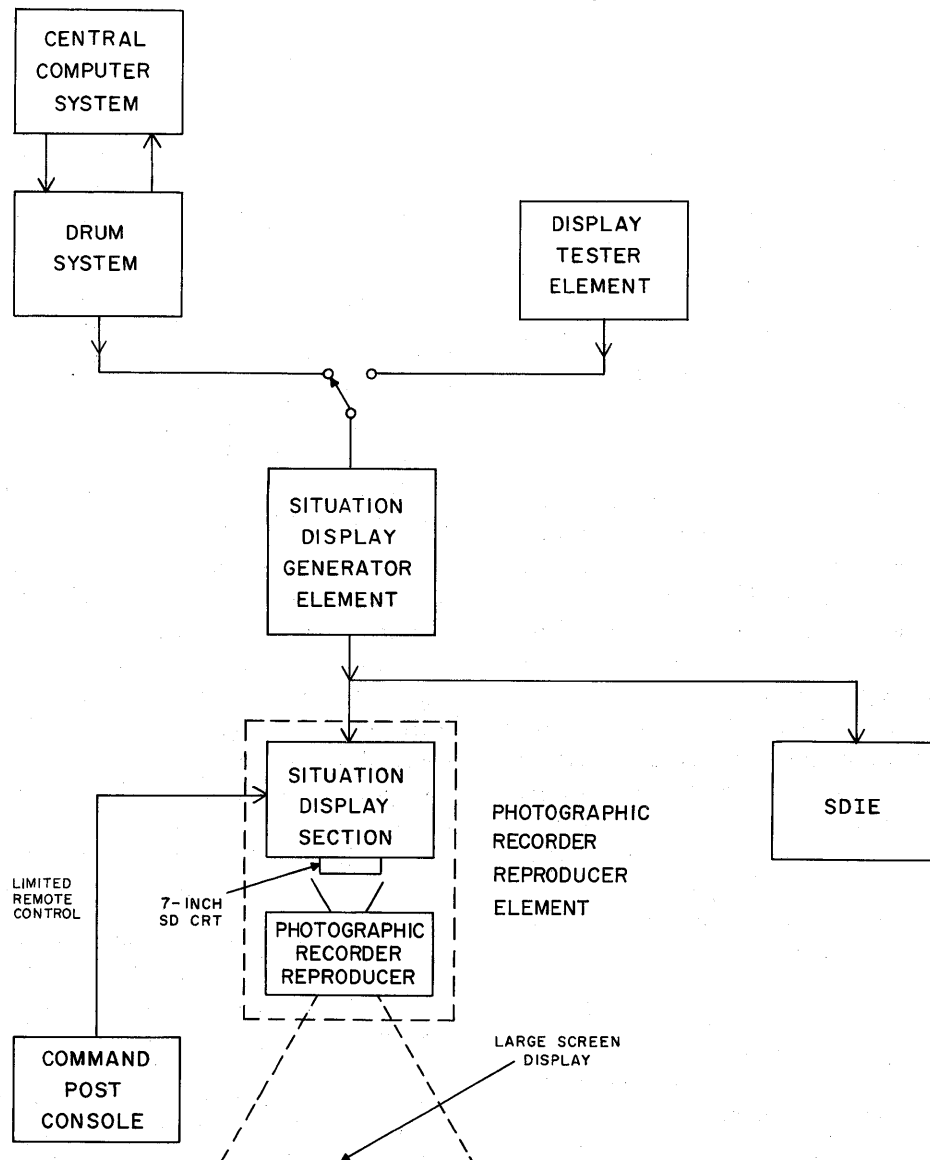 CENTRAL
COMPUTER
SYSTEM
DRUM
SYSTEM
DISPLAY
TESTER
ELEMENT
SITUATION
DISPLAY
GENERATOR
ELEMENT
SITUATION
DISPLAY
SECTION
PHOTOGRAPHIC
RECORDER
REPRODUCER
ELEMENT
SDIE
LIMITED
REMOTE
CONTROL
7-INCH
SD CRT
PHOTOGRAPHIC
RECORDER
REPRODUCER
COMMAND
POST
CONSOLE
LARGE SCREEN
DISPLAY